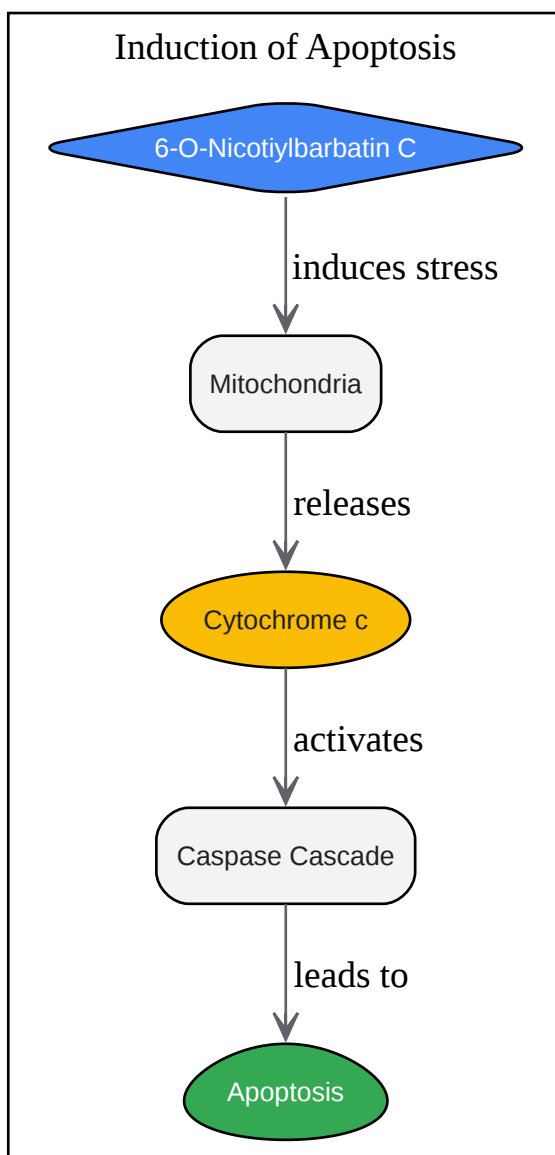 Induction of Apoptosis
6-O-Nicotiylbarbatin C
induces stress
Mitochondria
releases
Cytochrome c
activates
Caspase Cascade
leads to
Apoptosis